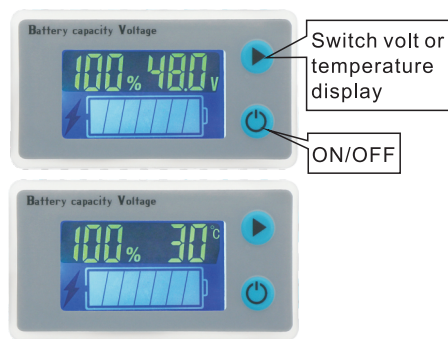 Battery capacity Voltage
100% 48.0V
Switch volt or
temperature
display
ON/OFF
Battery capacity Voltage
100% 30°C